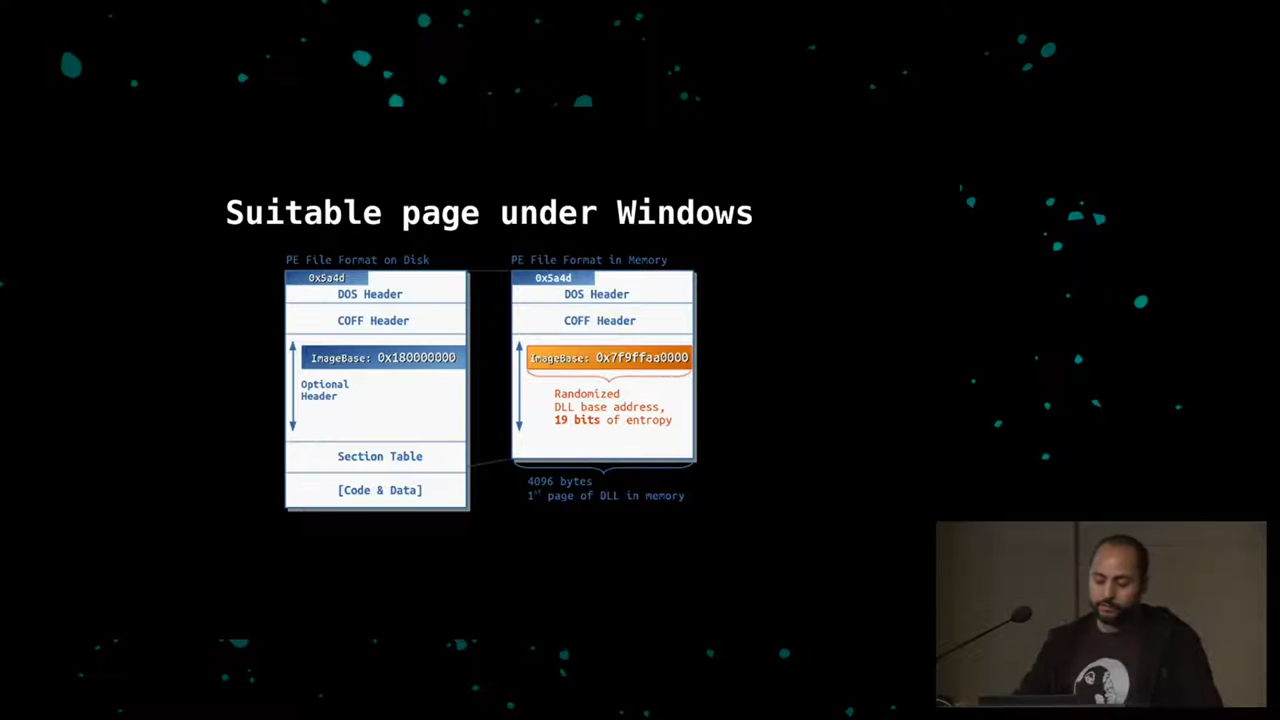 Suitable page under Windows
PE File Format on Disk
0x5a4d
DOS Header
COFF Header
ImageBase: 0x180000000
Optional
Header
Section Table
[Code & Data]
PE File Format in Memory
0x5a4d
DOS Header
COFF Header
ImageBase: 0x7f9ffaa0000
Randomized
DLL base address,
19 bits of entropy
4096 bytes
1st page of DLL in memory